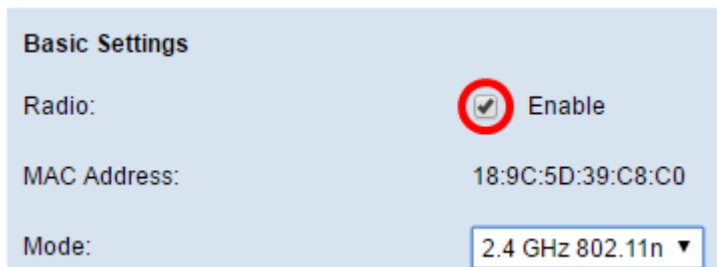 Basic Settings
Radio: Enable
MAC Address: 18:9C:5D:39:C8:C0
Mode: 2.4 GHz 802.11n